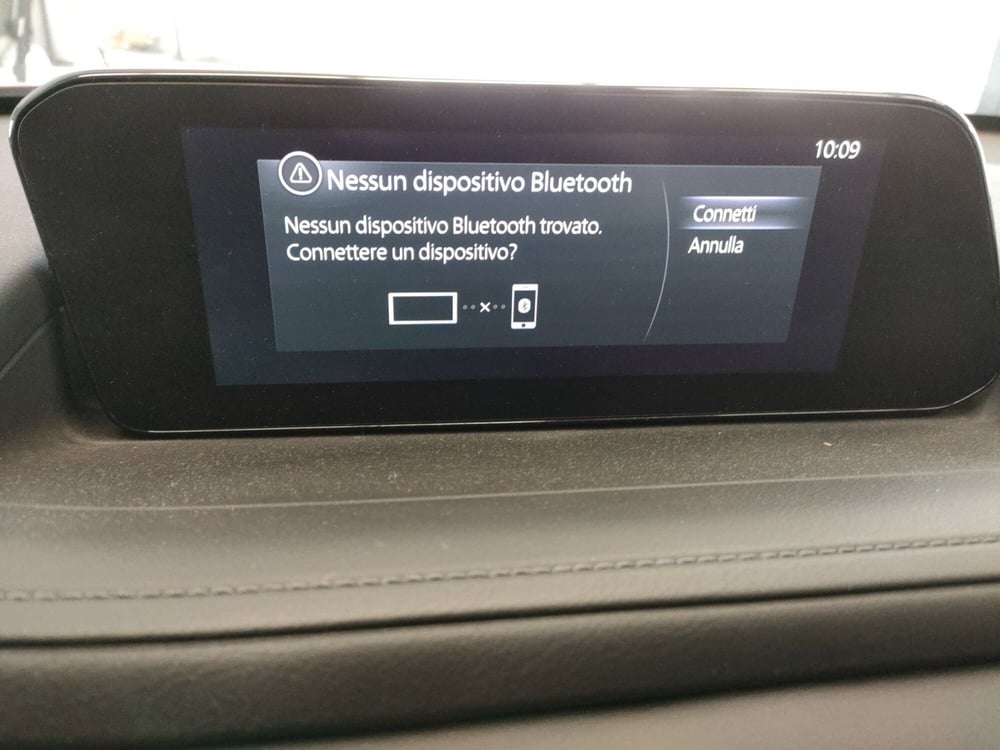 10:09
Nessun dispositivo Bluetooth
Nessun dispositivo Bluetooth trovato.
Connettere un dispositivo?
Connetti
Annulla